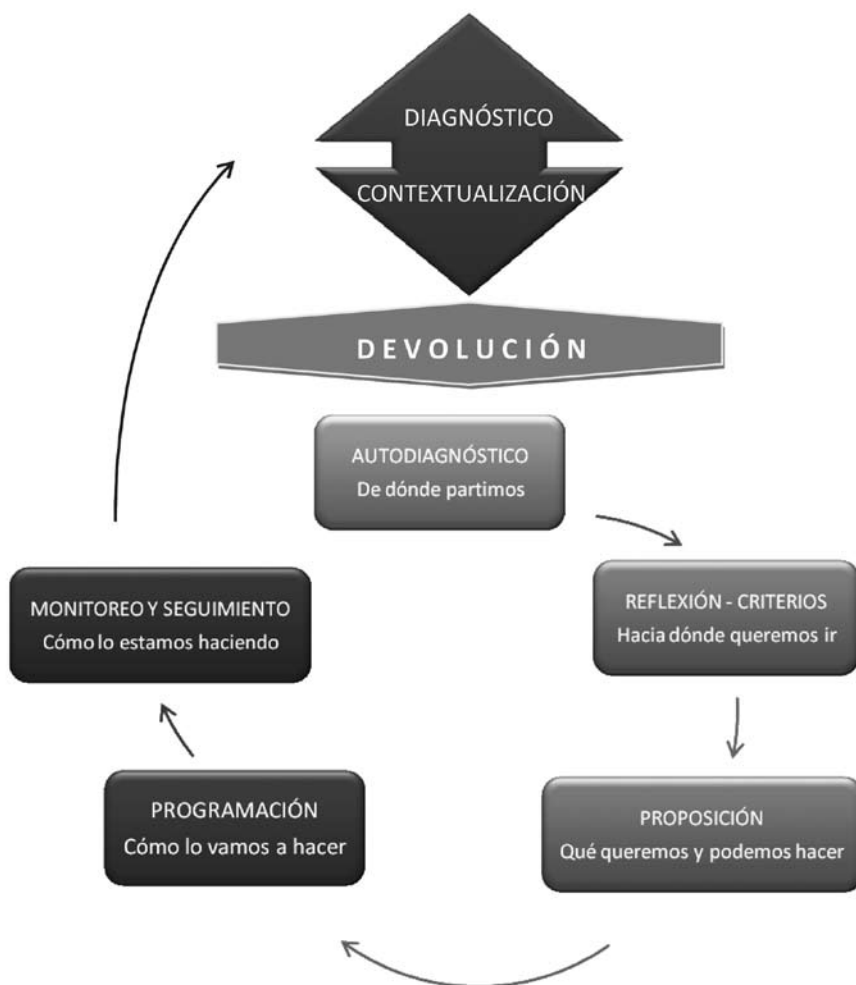 DIAGNÓSTICO
CONTEXTUALIZACIÓN
DEVOLUCIÓN
AUTODIAGNÓSTICO
De dónde partimos
REFLEXIÓN - CRITERIOS
Hacia dónde queremos ir
PROPOSICIÓN
Qué queremos y podemos hacer
PROGRAMACIÓN
Cómo lo vamos a hacer
MONITOREO Y SEGUIMIENTO
Cómo lo estamos haciendo